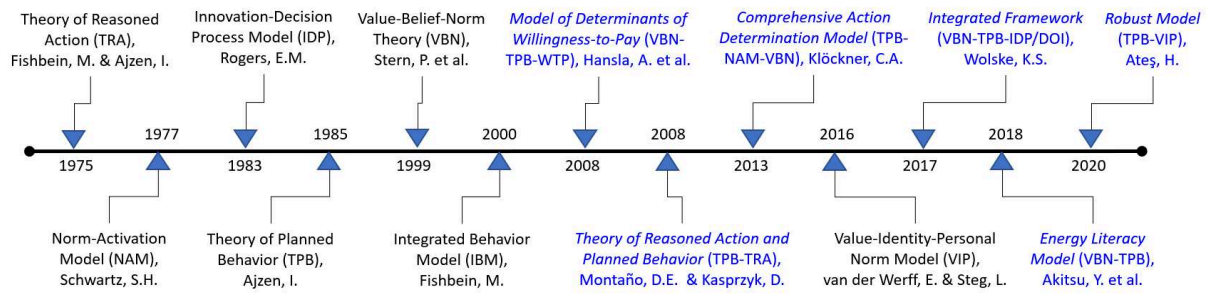 Theory of Reasoned
Action (TRA),
Fishbein, M. & Ajzen, I.
Innovation-Decision
Process Model (IDP),
Rogers, E.M.
Value-Belief-Norm
Theory (VBN),
Stern, P. et al.
Model of Determinants of
Willingness-to-Pay (VBN-
TPB-WTP), Hansla, A. et al.
Comprehensive Action
Determination Model (TPB-
NAM-VBN), Klöckner, C.A.
Integrated Framework
(VBN-TPB-IDP/DOI),
Wolske, K.S.
Robust Model
(TPB-VIP),
Ateş, H.
1977
1985
2000
2008
2016
2018
1975
1983
1999
2008
2013
2017
2020
Norm-Activation
Model (NAM),
Schwartz, S.H.
Theory of Planned
Behavior (TPB),
Ajzen, I.
Integrated Behavior
Model (IBM),
Fishbein, M.
Theory of Reasoned Action and
Planned Behavior (TPB-TRA),
Montaño, D.E. & Kasprzyk, D.
Value-Identity-Personal
Norm Model (VIP),
van der Werff, E. & Steg, L.
Energy Literacy
Model (VBN-TPB),
Akitsu, Y. et al.